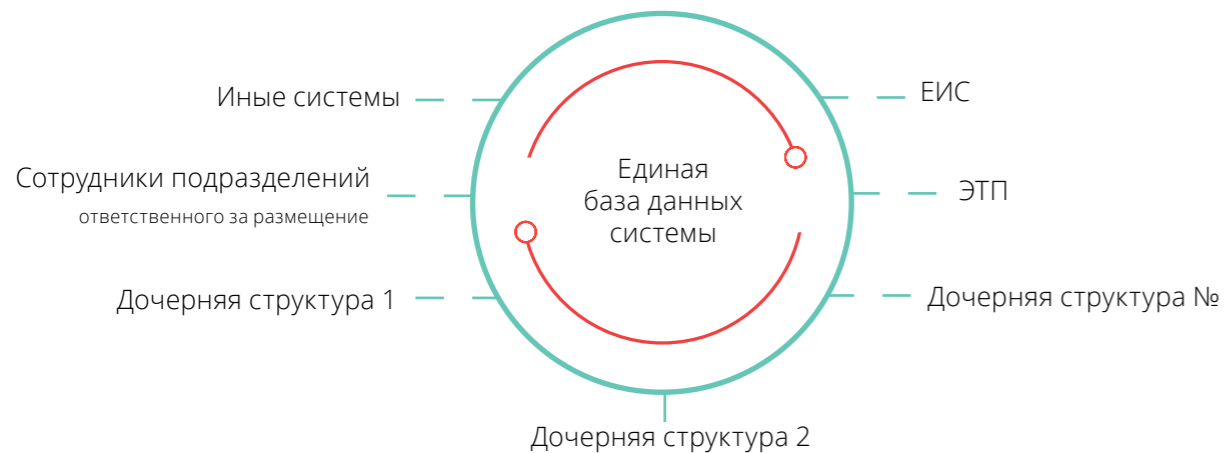 Иные системы
ЕИС
Сотрудники подразделений
ответственного за размещение
Единая
база данных
системы
ЭТП
Дочерняя структура 1
Дочерняя структура №
Дочерняя структура 2